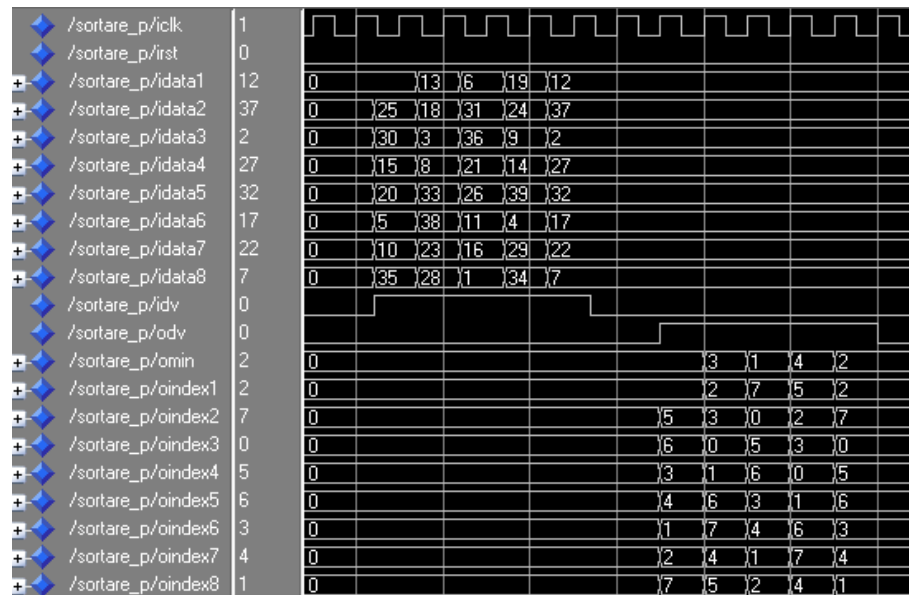 /sortare_p/iclk 1
/sortare_p/irst 0
/sortare_p/idata1 12 0 13 6 19 12
/sortare_p/idata2 37 0 25 18 31 24 37
/sortare_p/idata3 2 0 30 3 36 9 2
/sortare_p/idata4 27 0 15 8 21 14 27
/sortare_p/idata5 32 0 20 33 26 39 32
/sortare_p/idata6 17 0 5 38 11 4 17
/sortare_p/idata7 22 0 10 23 16 29 22
/sortare_p/idata8 7 0 35 28 1 34 7
/sortare_p/idv 0
/sortare_p/odv 0
/sortare_p/omin 2 0 3 1 4 2
/sortare_p/oindex1 2 0 2 7 5 2
/sortare_p/oindex2 7 0 5 3 0 2 7
/sortare_p/oindex3 0 0 6 0 5 3 0
/sortare_p/oindex4 5 0 3 1 6 0 5
/sortare_p/oindex5 6 0 4 6 3 1 6
/sortare_p/oindex6 3 0 1 7 4 6 3
/sortare_p/oindex7 4 0 2 4 1 7 4
/sortare_p/oindex8 1 0 7 5 2 4 1